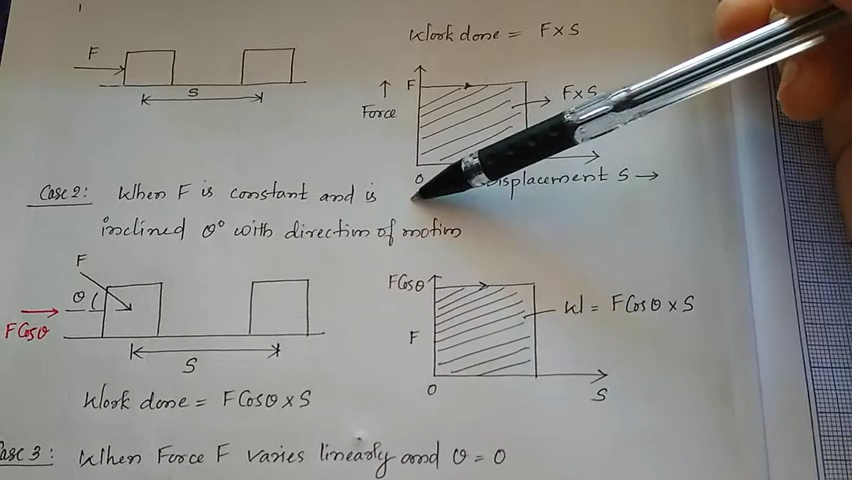 Work done = F×S
F
S
F
↑
Force
F×S
0
Displacement S →
Case 2: When F is constant and is
inclined θ° with direction of motion
F
θ
FCosθ
S
Work done = FCosθ×S
FCosθ
F
W = FCosθ×S
0
S
Case 3: When Force F varies linearly and θ = 0